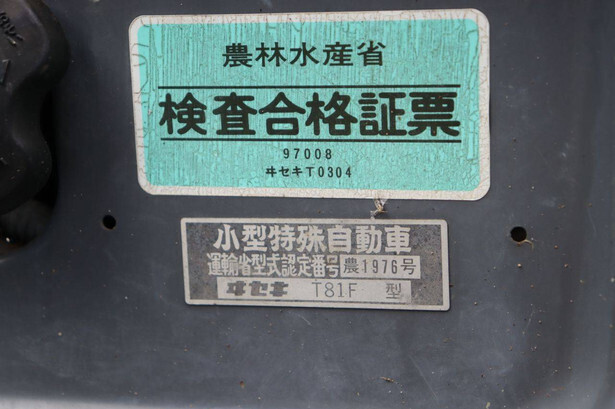 農林水産省
検査合格証票
97008
ヰセキT0304
小型特殊自動車
運輸省型式認定番号 農1976号
ヰセキ T81F 型